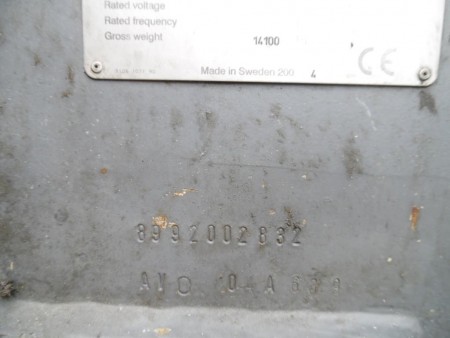 Rated voltage
Rated frequency
Gross weight 14100
Made in Sweden 200 4 CE
8992002832